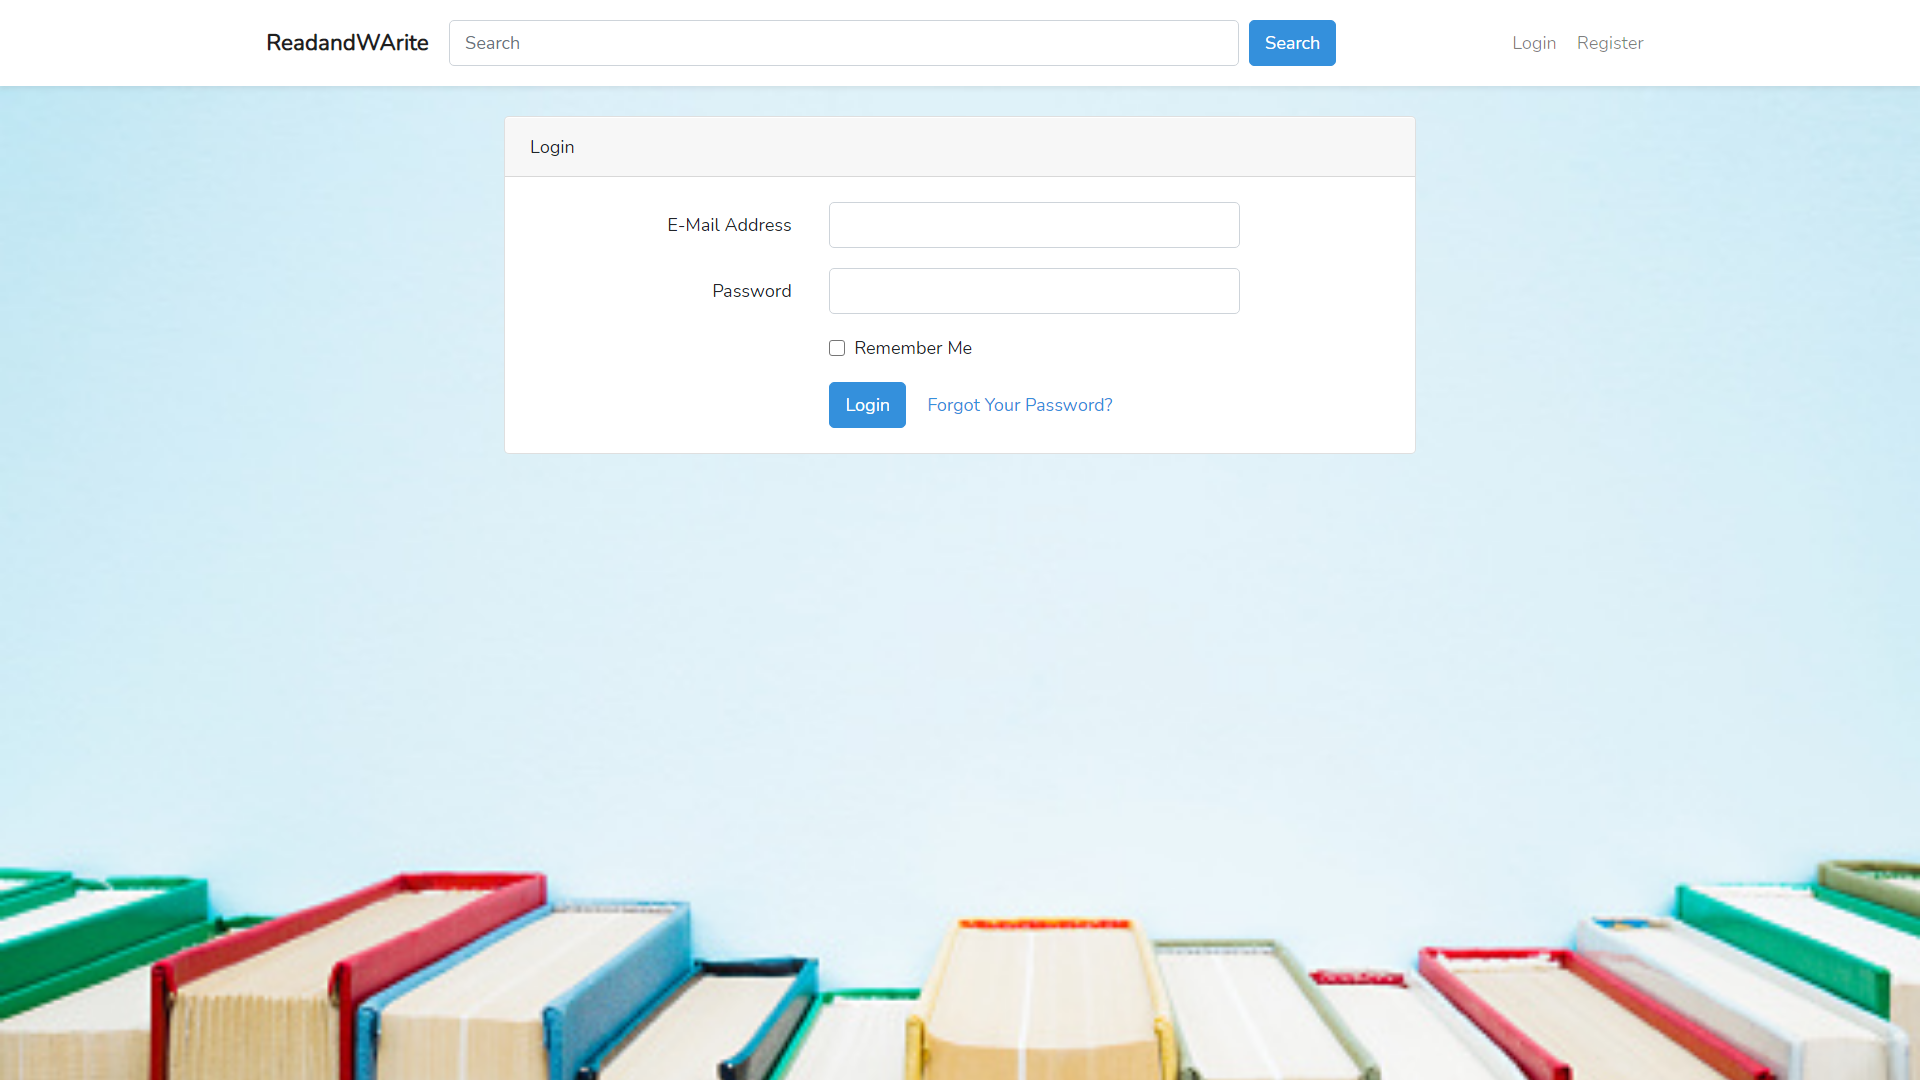 ReadandWArite Search Search Login Register
Login
E-Mail Address
Password
Remember Me
Login Forgot Your Password?